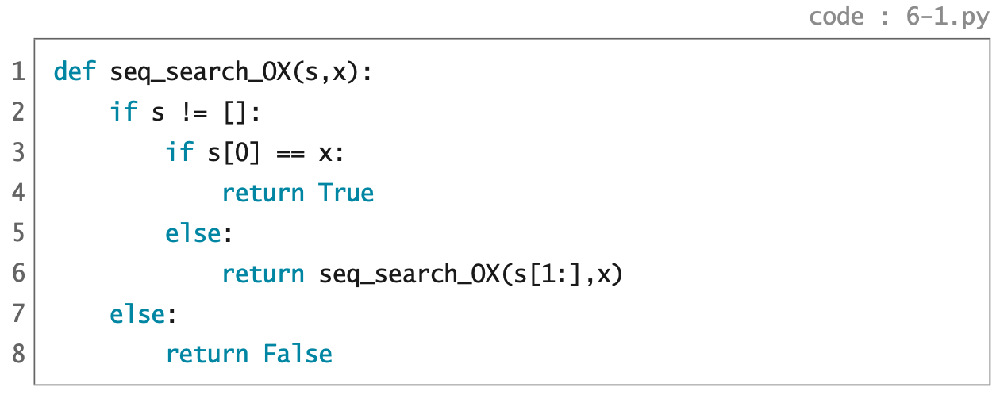 code : 6-1.py
1 def seq_search_OX(s,x):
2     if s != []:
3         if s[0] == x:
4             return True
5         else:
6             return seq_search_OX(s[1:],x)
7     else:
8         return False